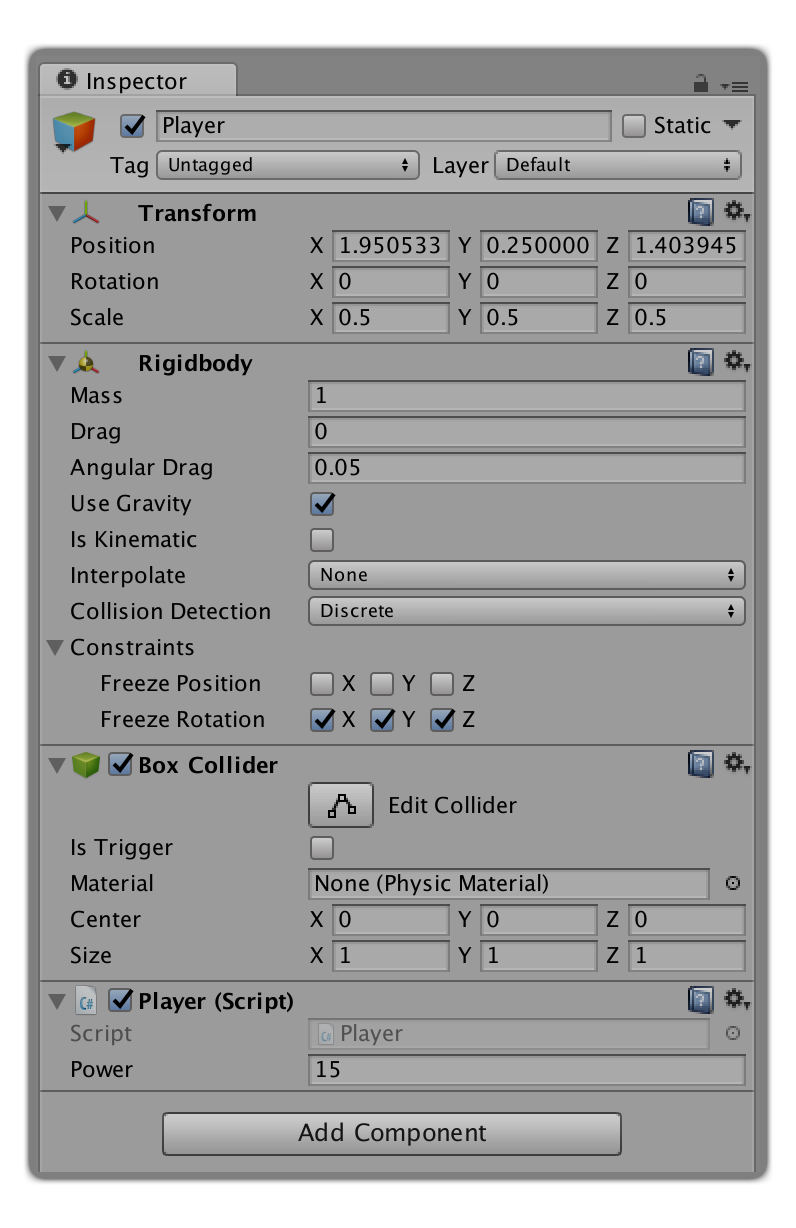 Inspector
Player Static
Tag Untagged Layer Default
Transform
Position X 1.950533 Y 0.250000 Z 1.403945
Rotation X 0 Y 0 Z 0
Scale X 0.5 Y 0.5 Z 0.5
Rigidbody
Mass 1
Drag 0
Angular Drag 0.05
Use Gravity
Is Kinematic
Interpolate None
Collision Detection Discrete
Constraints
Freeze Position X Y Z
Freeze Rotation X Y Z
Box Collider
Edit Collider
Is Trigger
Material None (Physic Material)
Center X 0 Y 0 Z 0
Size X 1 Y 1 Z 1
C# Player (Script)
Script C# Player
Power 15
Add Component